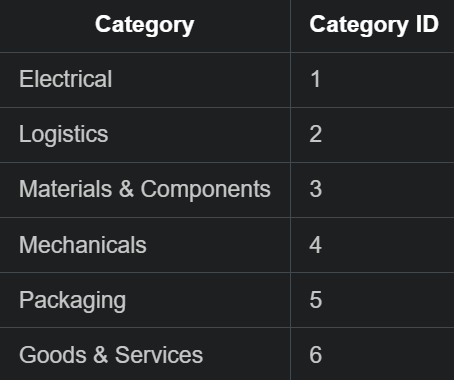 Category Category ID
Electrical 1
Logistics 2
Materials & Components 3
Mechanicals 4
Packaging 5
Goods & Services 6